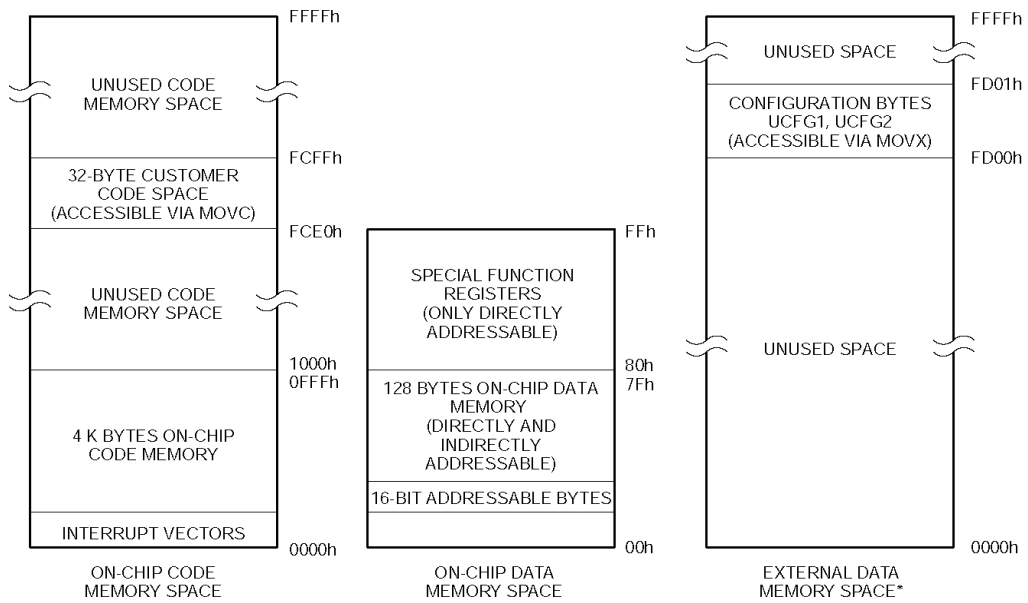 FFFFh
UNUSED CODE
MEMORY SPACE
FCFFh
32-BYTE CUSTOMER
CODE SPACE
(ACCESSIBLE VIA MOVC)
FCE0h
UNUSED CODE
MEMORY SPACE
1000h
0FFFh
4 K BYTES ON-CHIP
CODE MEMORY
INTERRUPT VECTORS
0000h
ON-CHIP CODE
MEMORY SPACE
FFh
SPECIAL FUNCTION
REGISTERS
(ONLY DIRECTLY
ADDRESSABLE)
80h
7Fh
128 BYTES ON-CHIP DATA
MEMORY
(DIRECTLY AND
INDIRECTLY
ADDRESSABLE)
16-BIT ADDRESSABLE BYTES
00h
ON-CHIP DATA
MEMORY SPACE
FFFFh
UNUSED SPACE
FD01h
CONFIGURATION BYTES
UCFG1, UCFG2
(ACCESSIBLE VIA MOVX)
FD00h
UNUSED SPACE
0000h
EXTERNAL DATA
MEMORY SPACE*